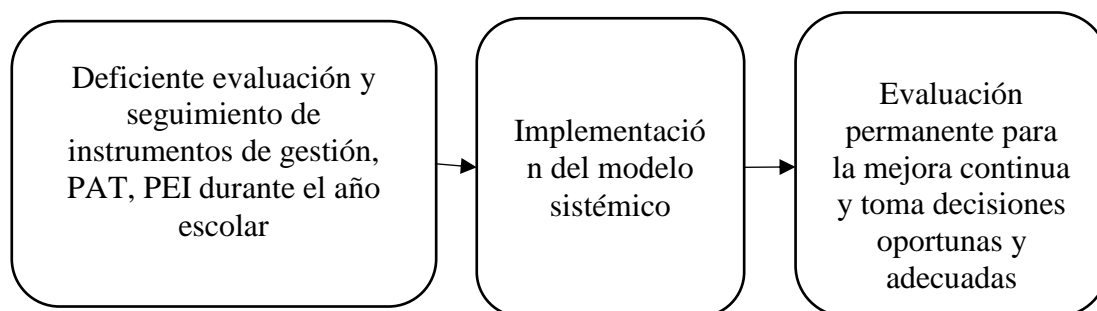 Deficiente evaluación y
seguimiento de
instrumentos de gestión,
PAT, PEI durante el año
escolar
Implementació
n del modelo
sistémico
Evaluación
permanente para
la mejora continua
y toma decisiones
oportunas y
adecuadas